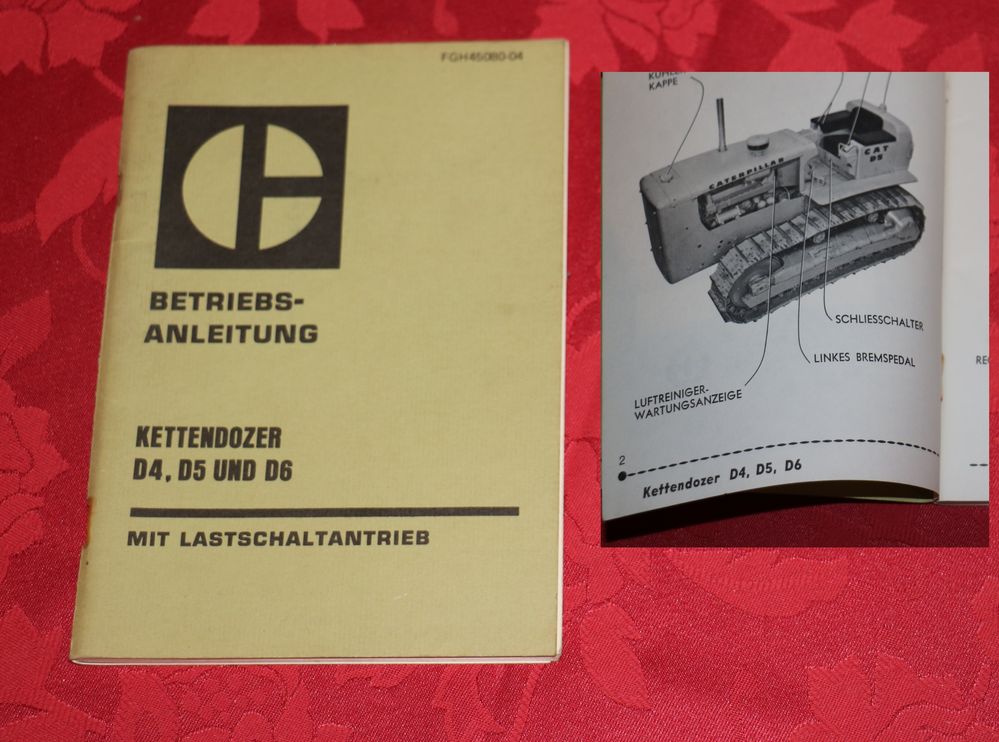 FGH45080-04
BETRIEBS-
ANLEITUNG
KETTENDOZER
D4, D5 UND D6
MIT LASTSCHALTANTRIEB
KAPPE
CATERPILLAR
CAT
D5
SCHLIESSCHALTER
LINKES BREMSPEDAL
LUFTREINIGER-
WARTUNGSANZEIGE
2
Kettendozer D4, D5, D6